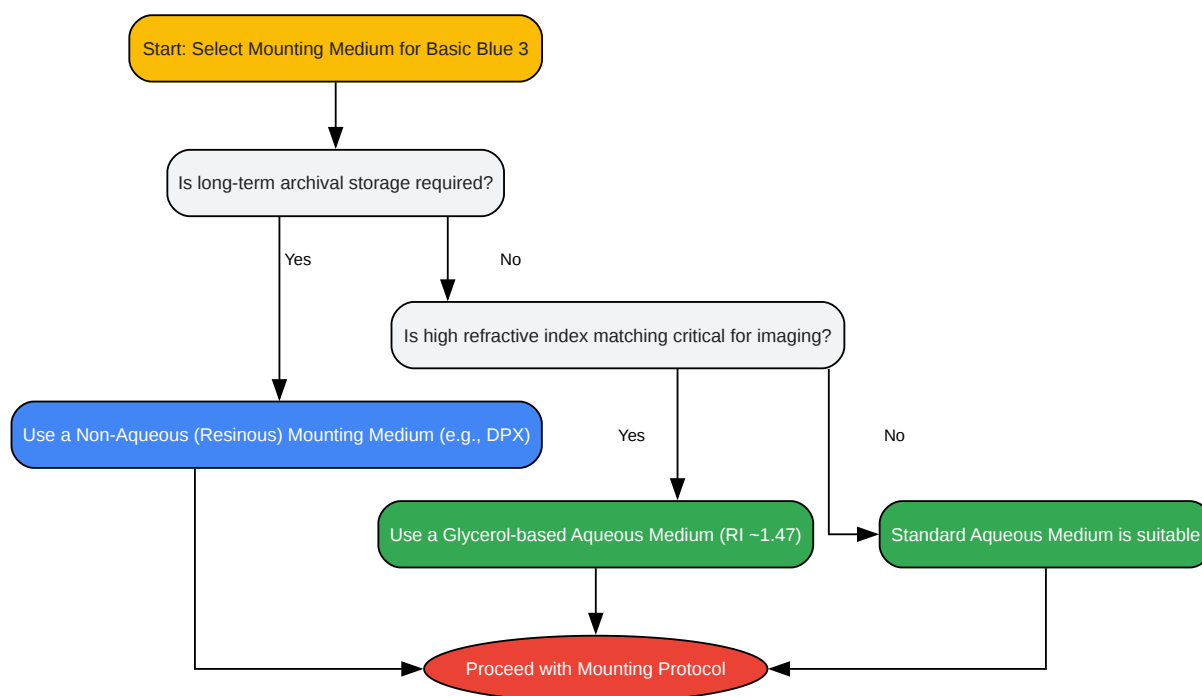 Start: Select Mounting Medium for Basic Blue 3
Is long-term archival storage required?
Yes
No
Is high refractive index matching critical for imaging?
Use a Non-Aqueous (Resinous) Mounting Medium (e.g., DPX)
Yes
No
Use a Glycerol-based Aqueous Medium (RI ~1.47)
Standard Aqueous Medium is suitable
Proceed with Mounting Protocol